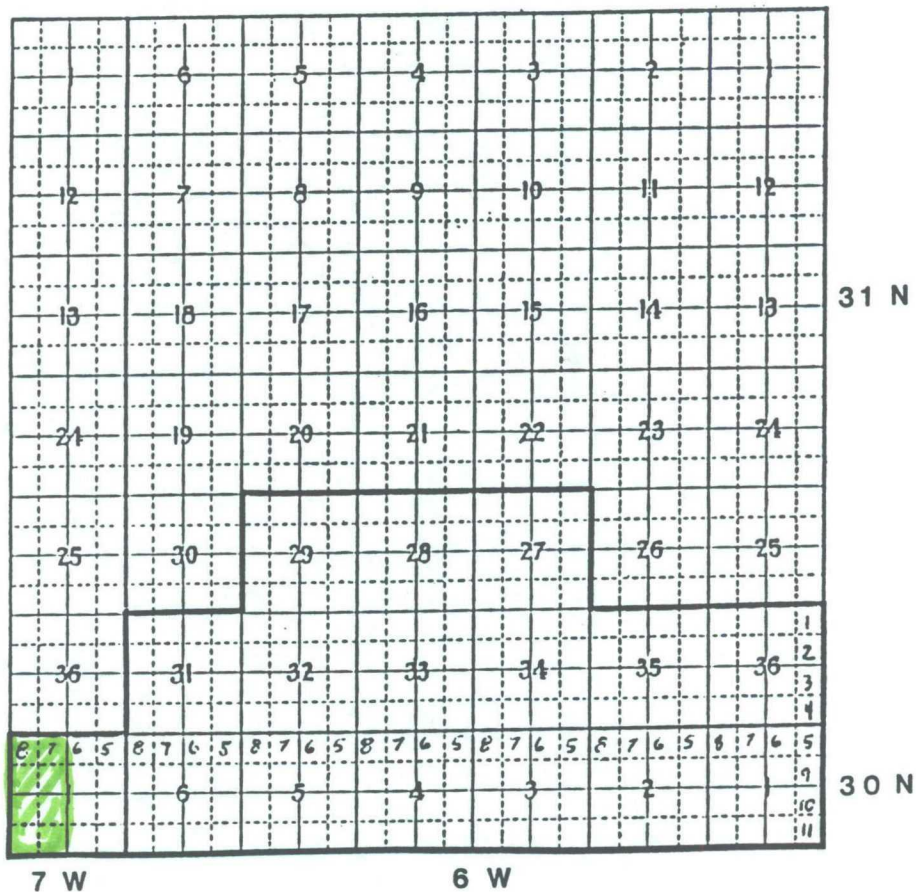 1 6 5 4 3 2 1
12 7 8 9 10 11 12
13 18 17 16 15 14 13 31 N
24 19 20 21 22 23 24
25 30 29 28 27 26 25
1
2
36 31 32 33 34 35 36
3
4
8 7 6 5 8 7 6 5 8 7 6 5 8 7 6 5 8 7 6 5 8 7 6 5 8 7 6 5
9
1 6 5 4 3 2 1 30 N
10
11
7 W 6 W